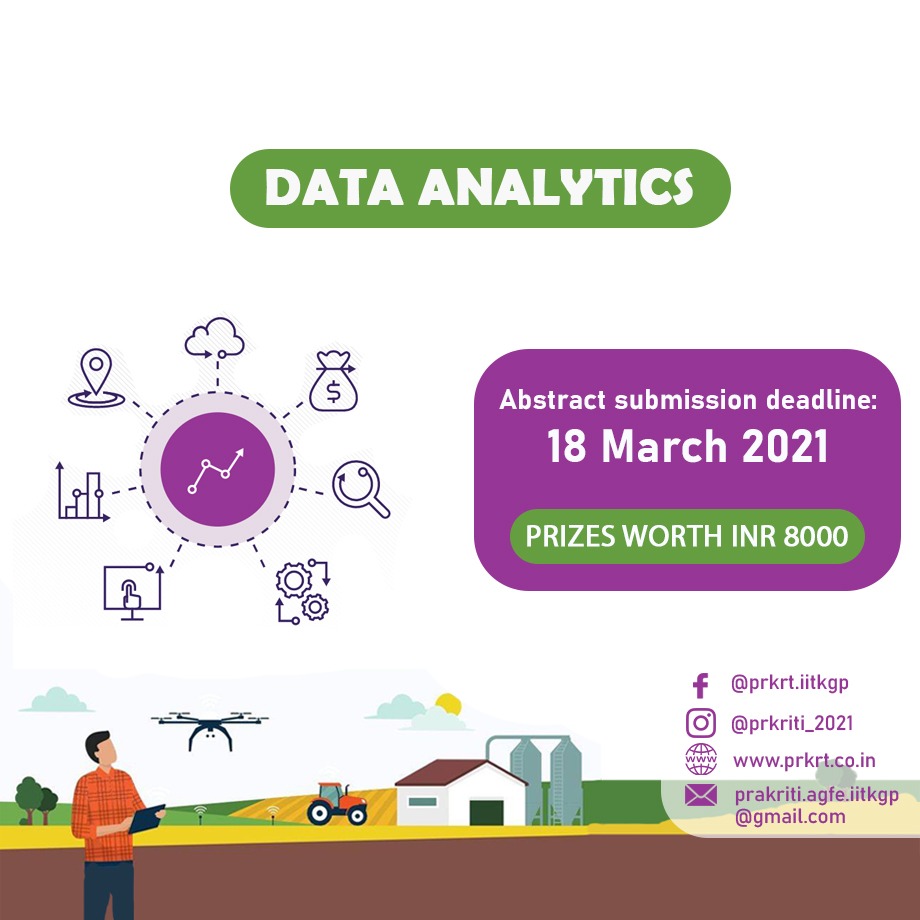 DATA ANALYTICS
Abstract submission deadline:
18 March 2021
PRIZES WORTH INR 8000
$
@prkrt.iitkgp
@prkriti_2021
www
www.prkrt.co.in
prakriti.agfe.iitkgp
@gmail.com